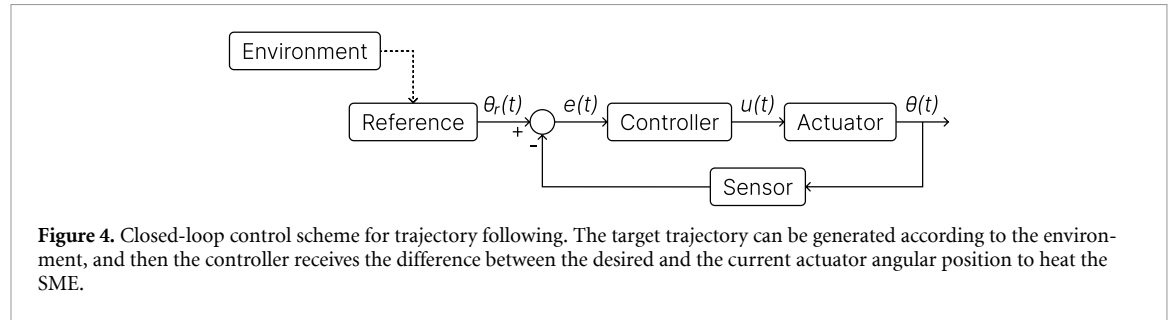 Environment
θr(t)
e(t)
u(t)
θ(t)
Reference
+
-
Controller
Actuator
Sensor
Figure 4. Closed-loop control scheme for trajectory following. The target trajectory can be generated according to the environ-
ment, and then the controller receives the difference between the desired and the current actuator angular position to heat the
SME.